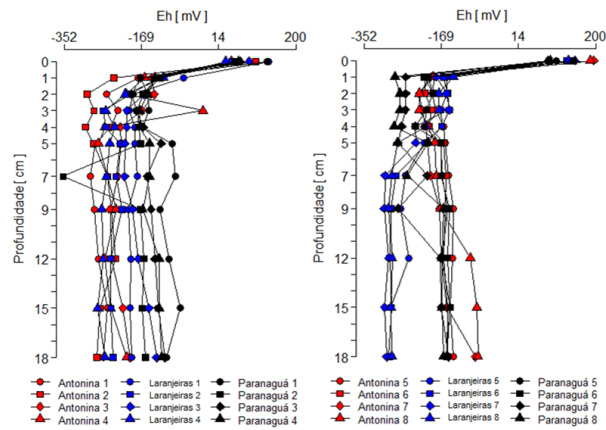 Eh [ mV ]
-352 -169 14 200
Profundidade [ cm ]
0
1
2
3
4
5
7
9
12
15
18
Antonina 1 Laranjeiras 1 Paranaguá 1
Antonina 2 Laranjeiras 2 Paranaguá 2
Antonina 3 Laranjeiras 3 Paranaguá 3
Antonina 4 Laranjeiras 4 Paranaguá 4
Eh [ mV ]
-352 -169 14 200
Profundidade [ cm ]
0
1
2
3
4
5
7
9
12
15
18
Antonina 5 Laranjeiras 5 Paranaguá 5
Antonina 6 Laranjeiras 6 Paranaguá 6
Antonina 7 Laranjeiras 7 Paranaguá 7
Antonina 8 Laranjeiras 8 Paranaguá 8